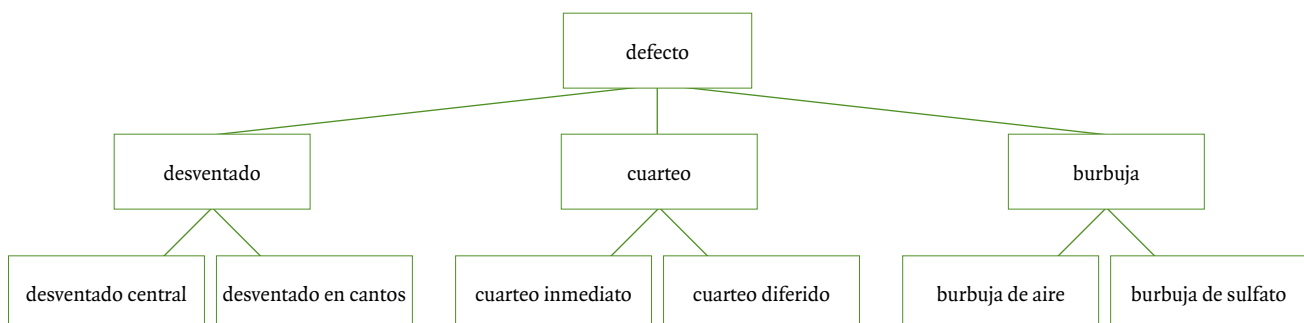 defecto
desventado
cuarteo
burbuja
desventado central
desventado en cantos
cuarteo inmediato
cuarteo diferido
burbuja de aire
burbuja de sulfato